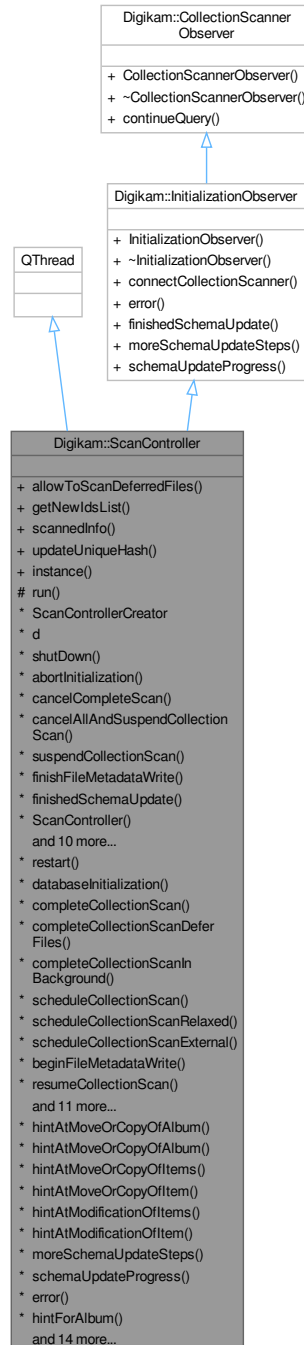 Digikam::CollectionScanner
Observer
+ CollectionScannerObserver()
+ ~CollectionScannerObserver()
+ continueQuery()
Digikam::InitializationObserver
+ InitializationObserver()
+ ~InitializationObserver()
+ connectCollectionScanner()
+ error()
+ finishedSchemaUpdate()
+ moreSchemaUpdateSteps()
+ schemaUpdateProgress()
QThread
Digikam::ScanController
+ allowToScanDeferredFiles()
+ getNewIdsList()
+ scannedInfo()
+ updateUniqueHash()
+ instance()
# run()
* ScanControllerCreator
* d
* shutDown()
* abortInitialization()
* cancelCompleteScan()
* cancelAllAndSuspendCollection
Scan()
* suspendCollectionScan()
* finishFileMetadataWrite()
* finishedSchemaUpdate()
* ScanController()
and 10 more...
* restart()
* databaseInitialization()
* completeCollectionScan()
* completeCollectionScanDefer
Files()
* completeCollectionScanIn
Background()
* scheduleCollectionScan()
* scheduleCollectionScanRelaxed()
* scheduleCollectionScanExternal()
* beginFileMetadataWrite()
* resumeCollectionScan()
and 11 more...
* hintAtMoveOrCopyOfAlbum()
* hintAtMoveOrCopyOfAlbum()
* hintAtMoveOrCopyOfItems()
* hintAtMoveOrCopyOfItem()
* hintAtModificationOfItems()
* hintAtModificationOfItem()
* moreSchemaUpdateSteps()
* schemaUpdateProgress()
* error()
* hintForAlbum()
and 14 more...